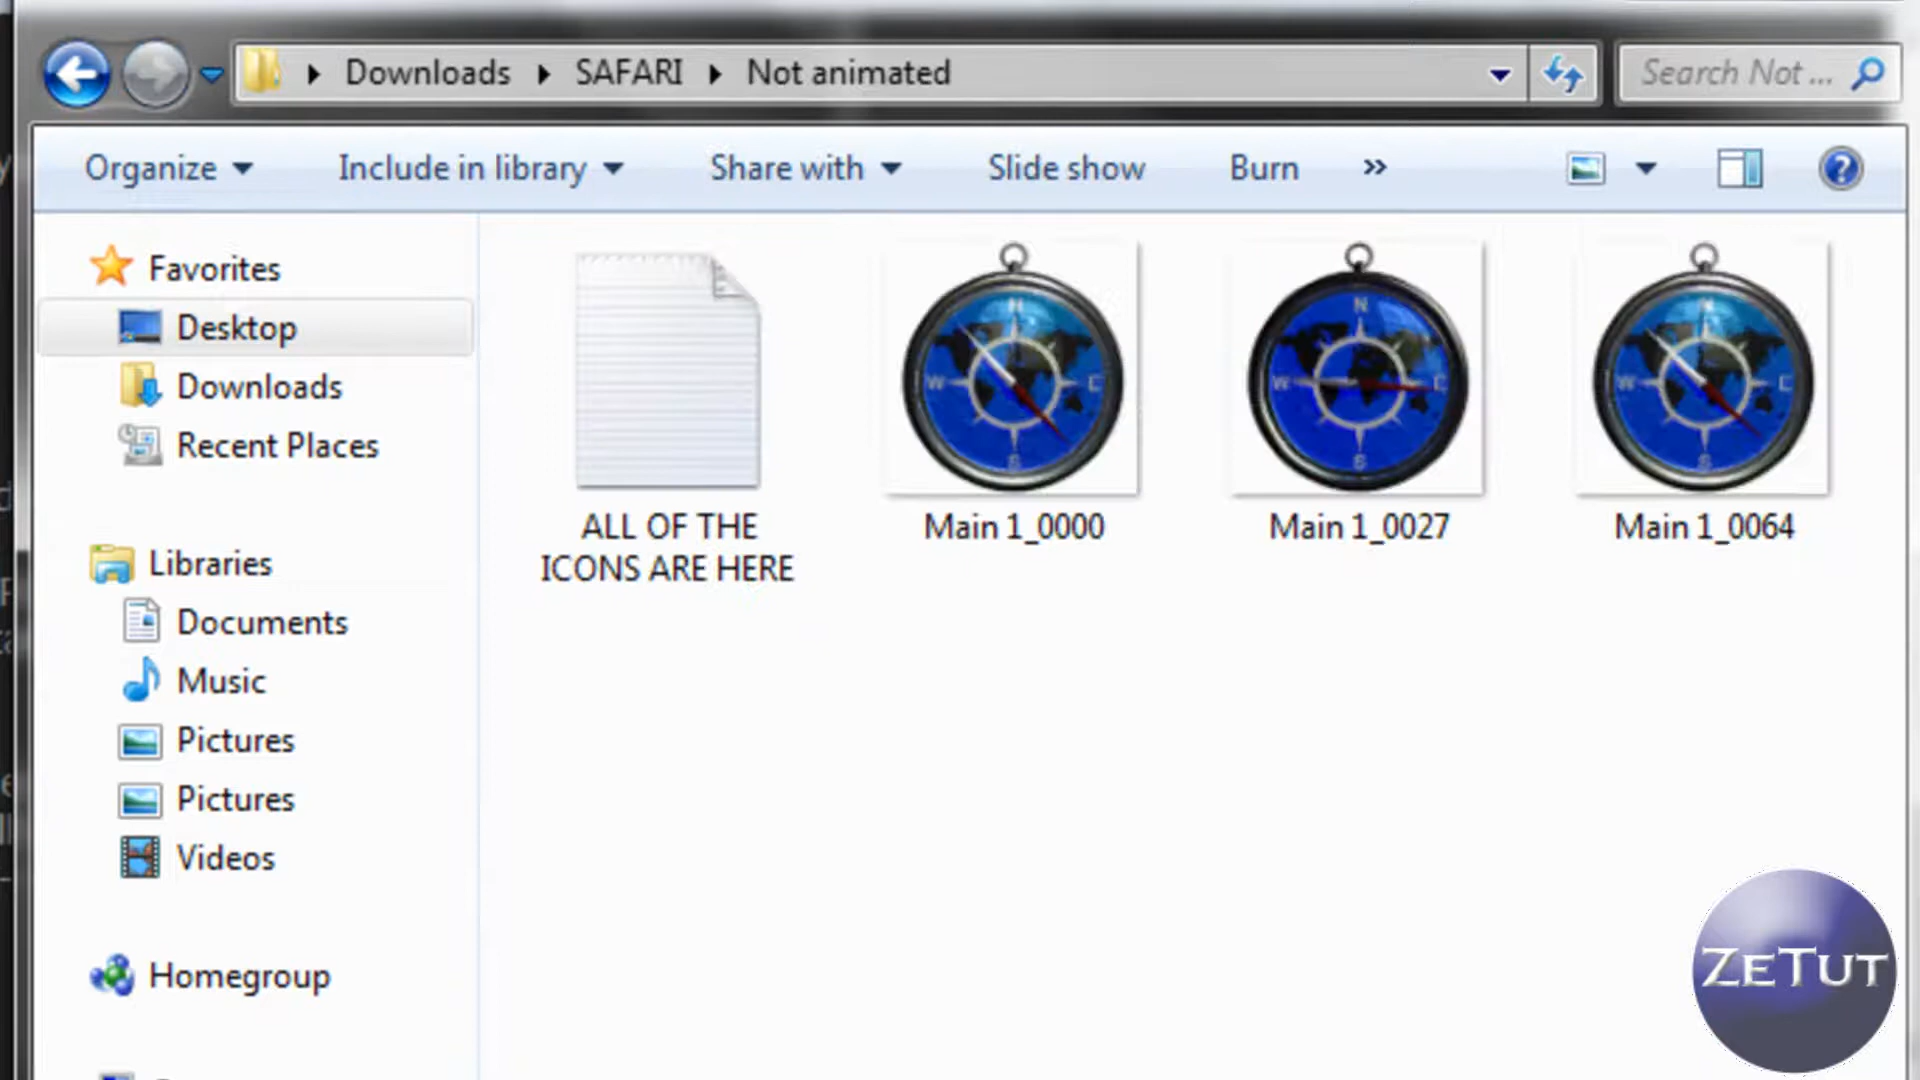 Downloads SAFARI Not animated
Search Not ...
Organize Include in library Share with Slide show Burn »
Favorites
Desktop
Downloads
Recent Places
Libraries
Documents
Music
Pictures
Pictures
Videos
Homegroup
ALL OF THE
ICONS ARE HERE
Main 1_0000
Main 1_0027
Main 1_0064
ZETUT